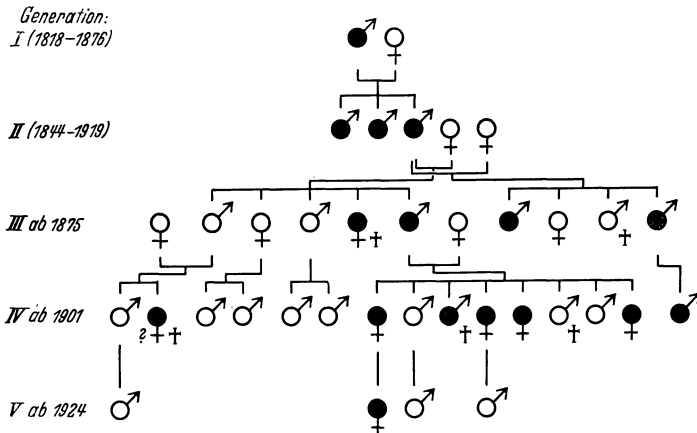 Generation:
I (1818-1876)
II (1844-1919)
III ab 1875
IV ab 1901
?
V ab 1924